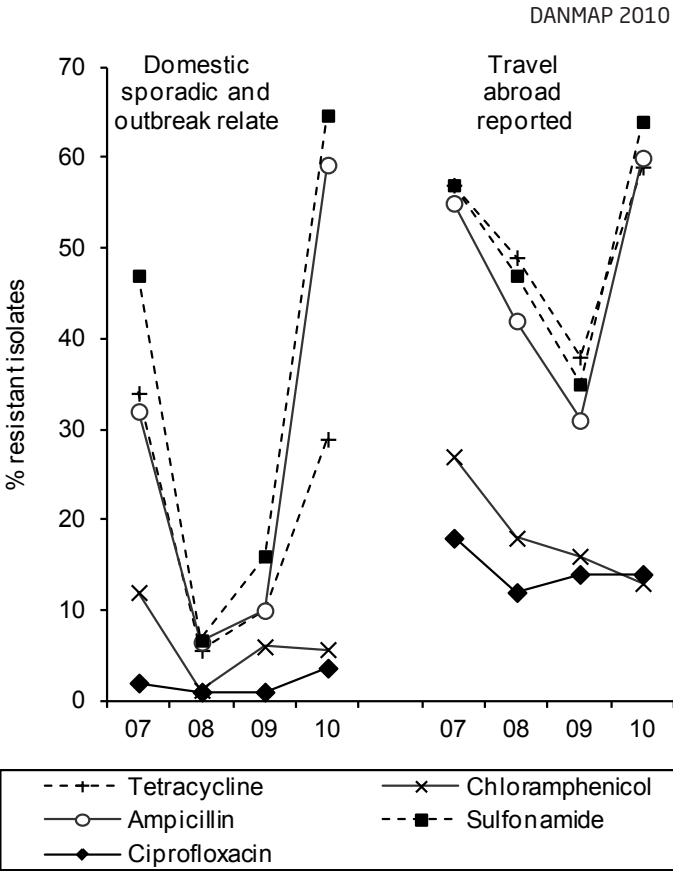 DANMAP 2010
Domestic
sporadic and
outbreak relate
Travel
abroad
reported
% resistant isolates
70
60
50
40
30
20
10
0
07 08 09 10 07 08 09 10
Tetracycline
Chloramphenicol
Ampicillin
Sulfonamide
Ciprofloxacin